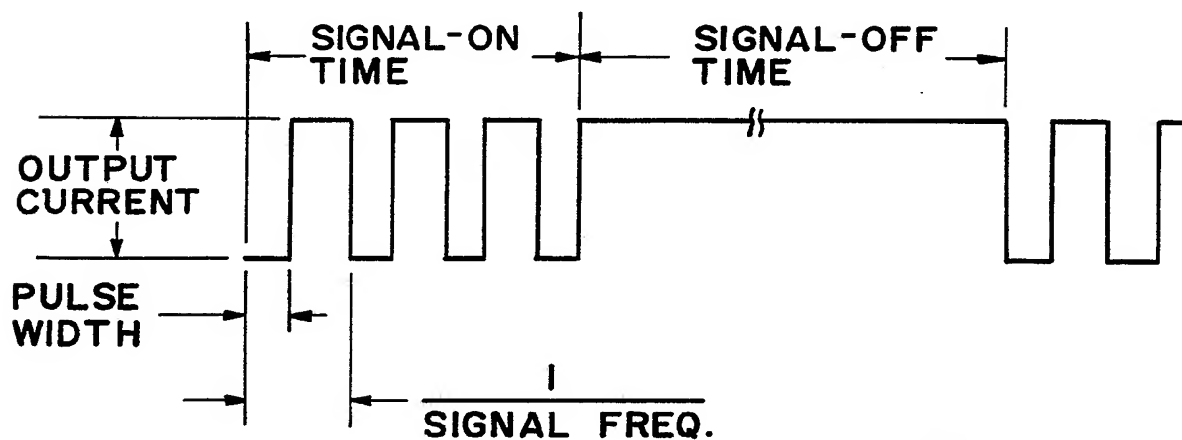 SIGNAL-ON
TIME
SIGNAL-OFF
TIME
OUTPUT
CURRENT
PULSE
WIDTH
1
SIGNAL FREQ.